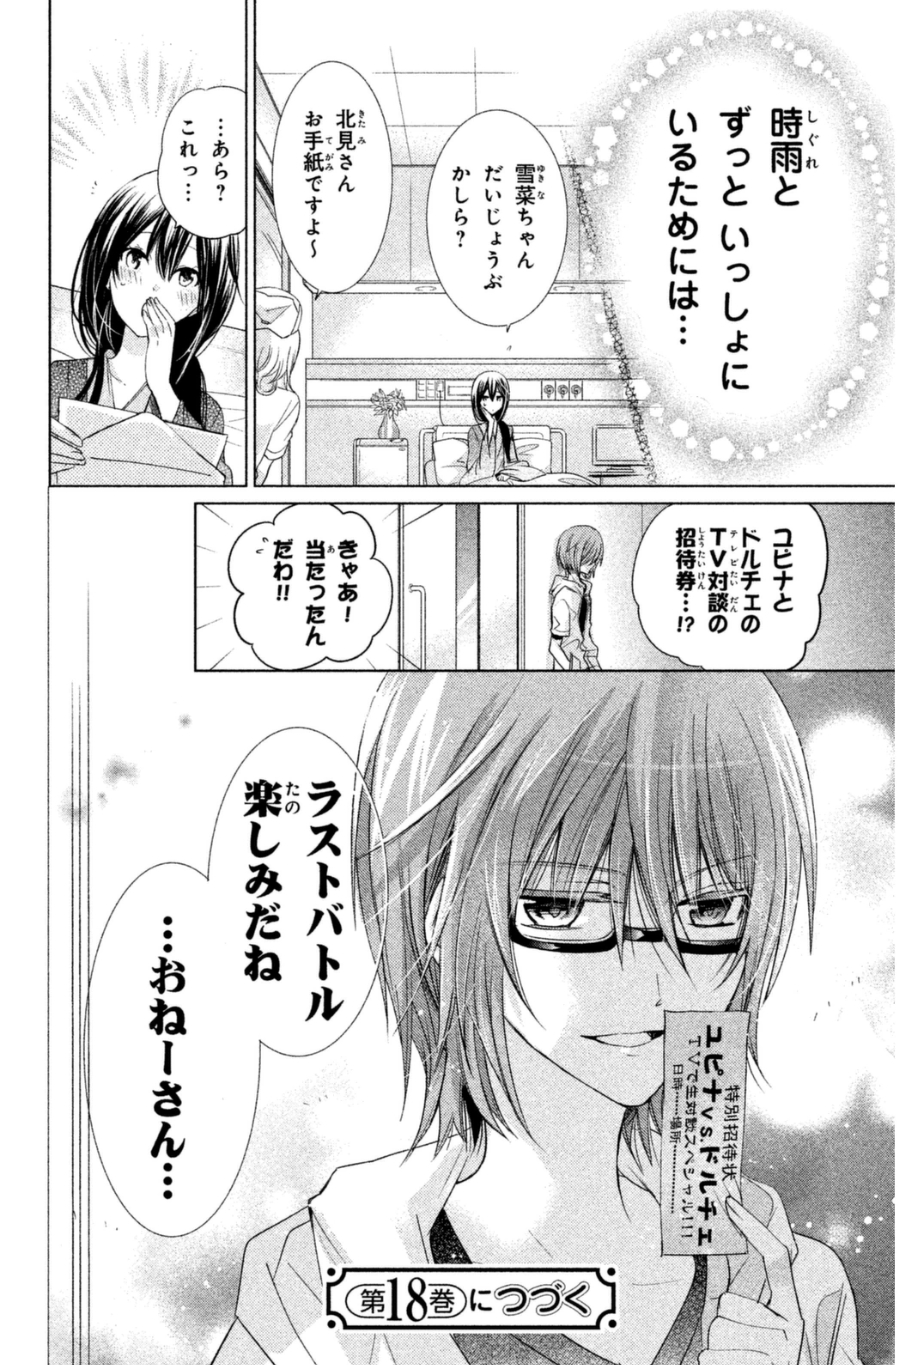 時雨と
ずっといっしょに
いるためには…
雪菜ちゃん
だいじょうぶ
かしら?
北見さん
お手紙ですよ~
…あら?
これっ…
ユピナと
ドルチェの
TV対談の
招待券…!?
きゃあ!
当たったん
だわ!!
ラストバトル
楽しみだね
…おねーさん…
特別招待状
ユピナvs.ドルチェ
TVで生対勤スペシャル!!!
日時……場所…………
第18巻につづく